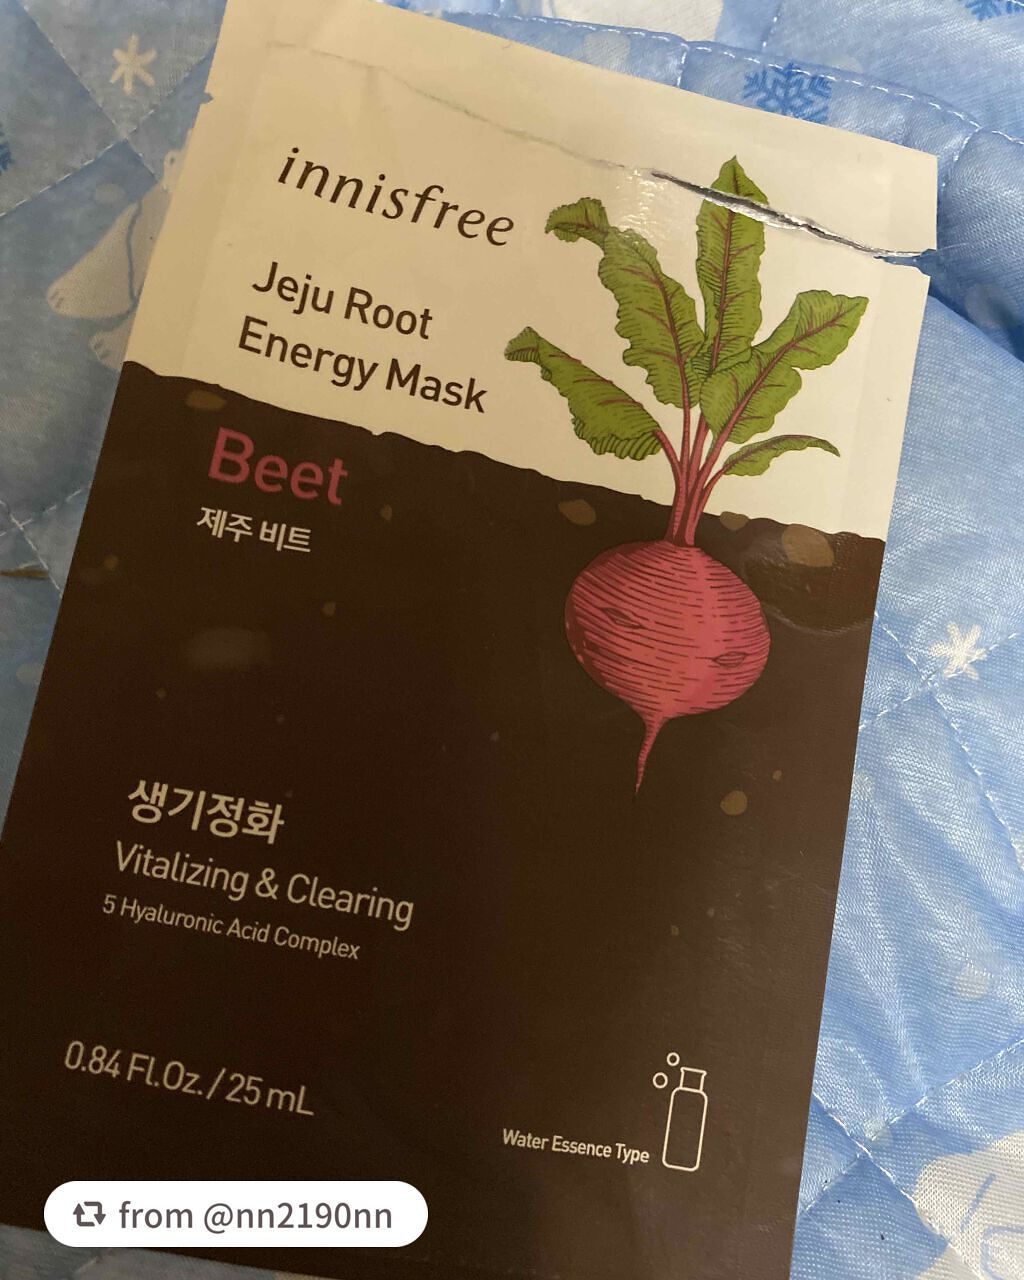 innisfree
Jeju Root
Energy Mask
Beet
제주 비트
생기정화
Vitalizing & Clearing
5 Hyaluronic Acid Complex
0.84 Fl.Oz. / 25 mL
Water Essence Type
from @nn2190nn